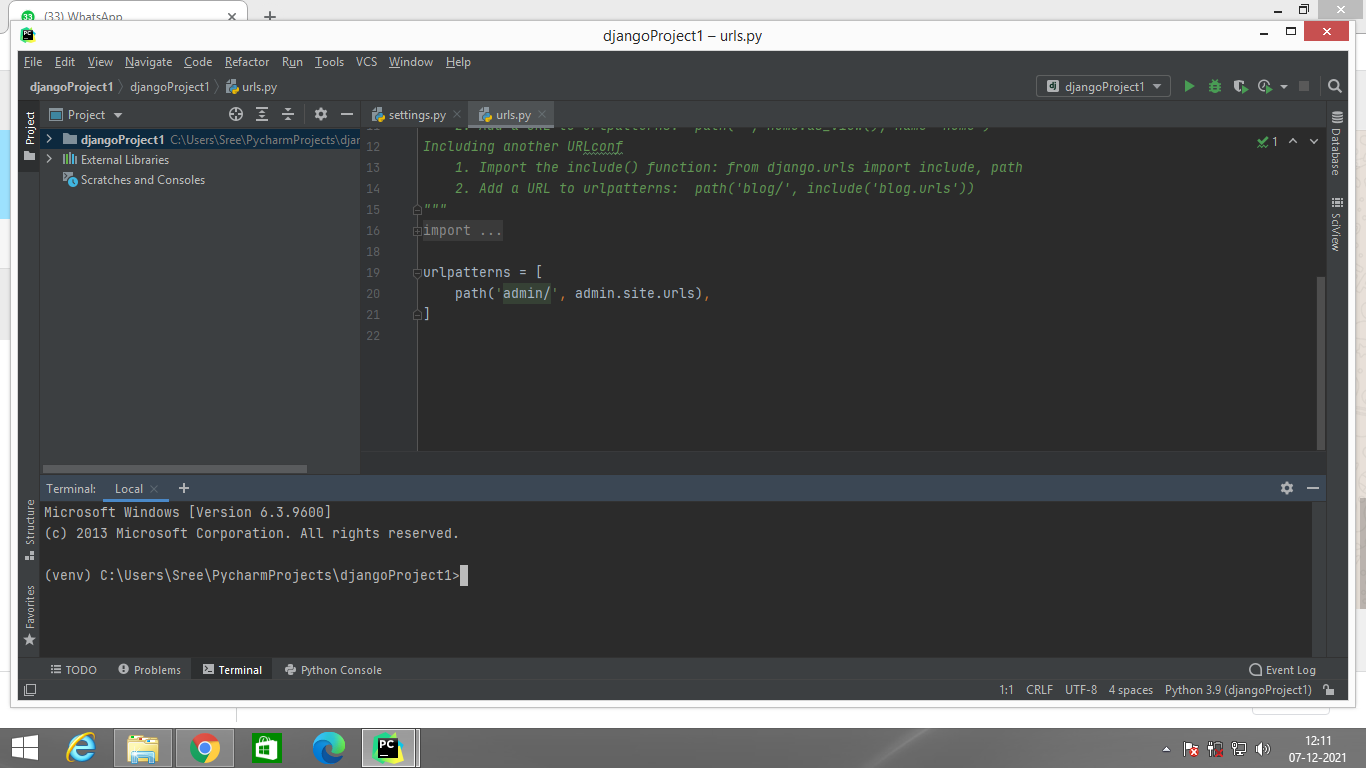 (33) WhatsApp
djangoProject1 – urls.py
File Edit View Navigate Code Refactor Run Tools VCS Window Help
djangoProject1 djangoProject1 urls.py
djangoProject1
Project
settings.py urls.py
Project
djangoProject1 C:\Users\Sree\PycharmProjects\djan
External Libraries
Scratches and Consoles
12 Including another URLconf
13 1. Import the include() function: from django.urls import include, path
14 2. Add a URL to urlpatterns: path('blog/', include('blog.urls'))
15 """
16 import ...
18
19 urlpatterns = [
20 path('admin/', admin.site.urls),
21 ]
22
1
Database
SciView
Terminal: Local
Microsoft Windows [Version 6.3.9600]
(c) 2013 Microsoft Corporation. All rights reserved.
(venv) C:\Users\Sree\PycharmProjects\djangoProject1>
Structure
Favorites
TODO Problems Terminal Python Console
Event Log
1:1 CRLF UTF-8 4 spaces Python 3.9 (djangoProject1)
PC
12:11
07-12-2021